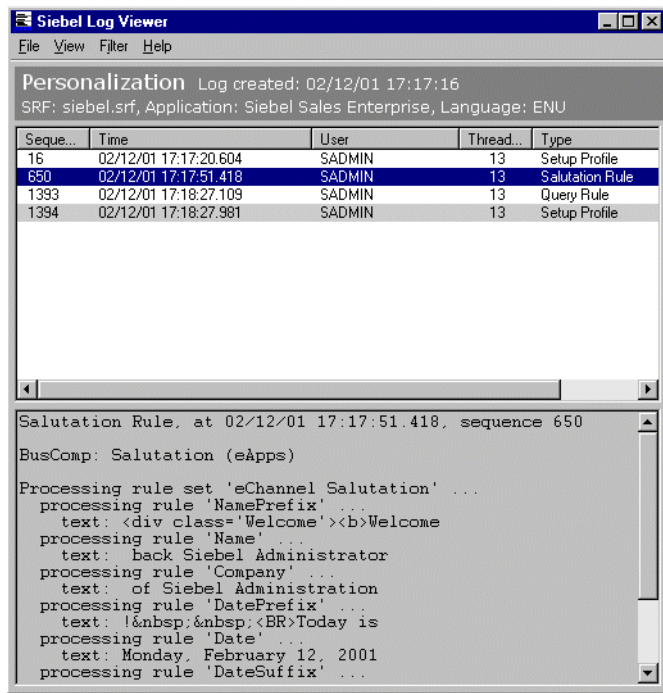 Siebel Log Viewer
File View Filter Help
Personalization Log created: 02/12/01 17:17:16
SRF: siebel.srf, Application: Siebel Sales Enterprise, Language: ENU
Seque... Time User Thread... Type
16 02/12/01 17:17:20.604 SADMIN 13 Setup Profile
650 02/12/01 17:17:51.418 SADMIN 13 Salutation Rule
1393 02/12/01 17:18:27.109 SADMIN 13 Query Rule
1394 02/12/01 17:18:27.981 SADMIN 13 Setup Profile
Salutation Rule, at 02/12/01 17:17:51.418, sequence 650
BusComp: Salutation (eApps)
Processing rule set 'eChannel Salutation' ...
processing rule 'NamePrefix' ...
text: <div class='Welcome'><b>Welcome
processing rule 'Name' ...
text:  back Siebel Administrator
processing rule 'Company' ...
text:  of Siebel Administration
processing rule 'DatePrefix' ...
text: !&nbsp;&nbsp;<BR>Today is
processing rule 'Date' ...
text: Monday, February 12, 2001
processing rule 'DateSuffix' ...